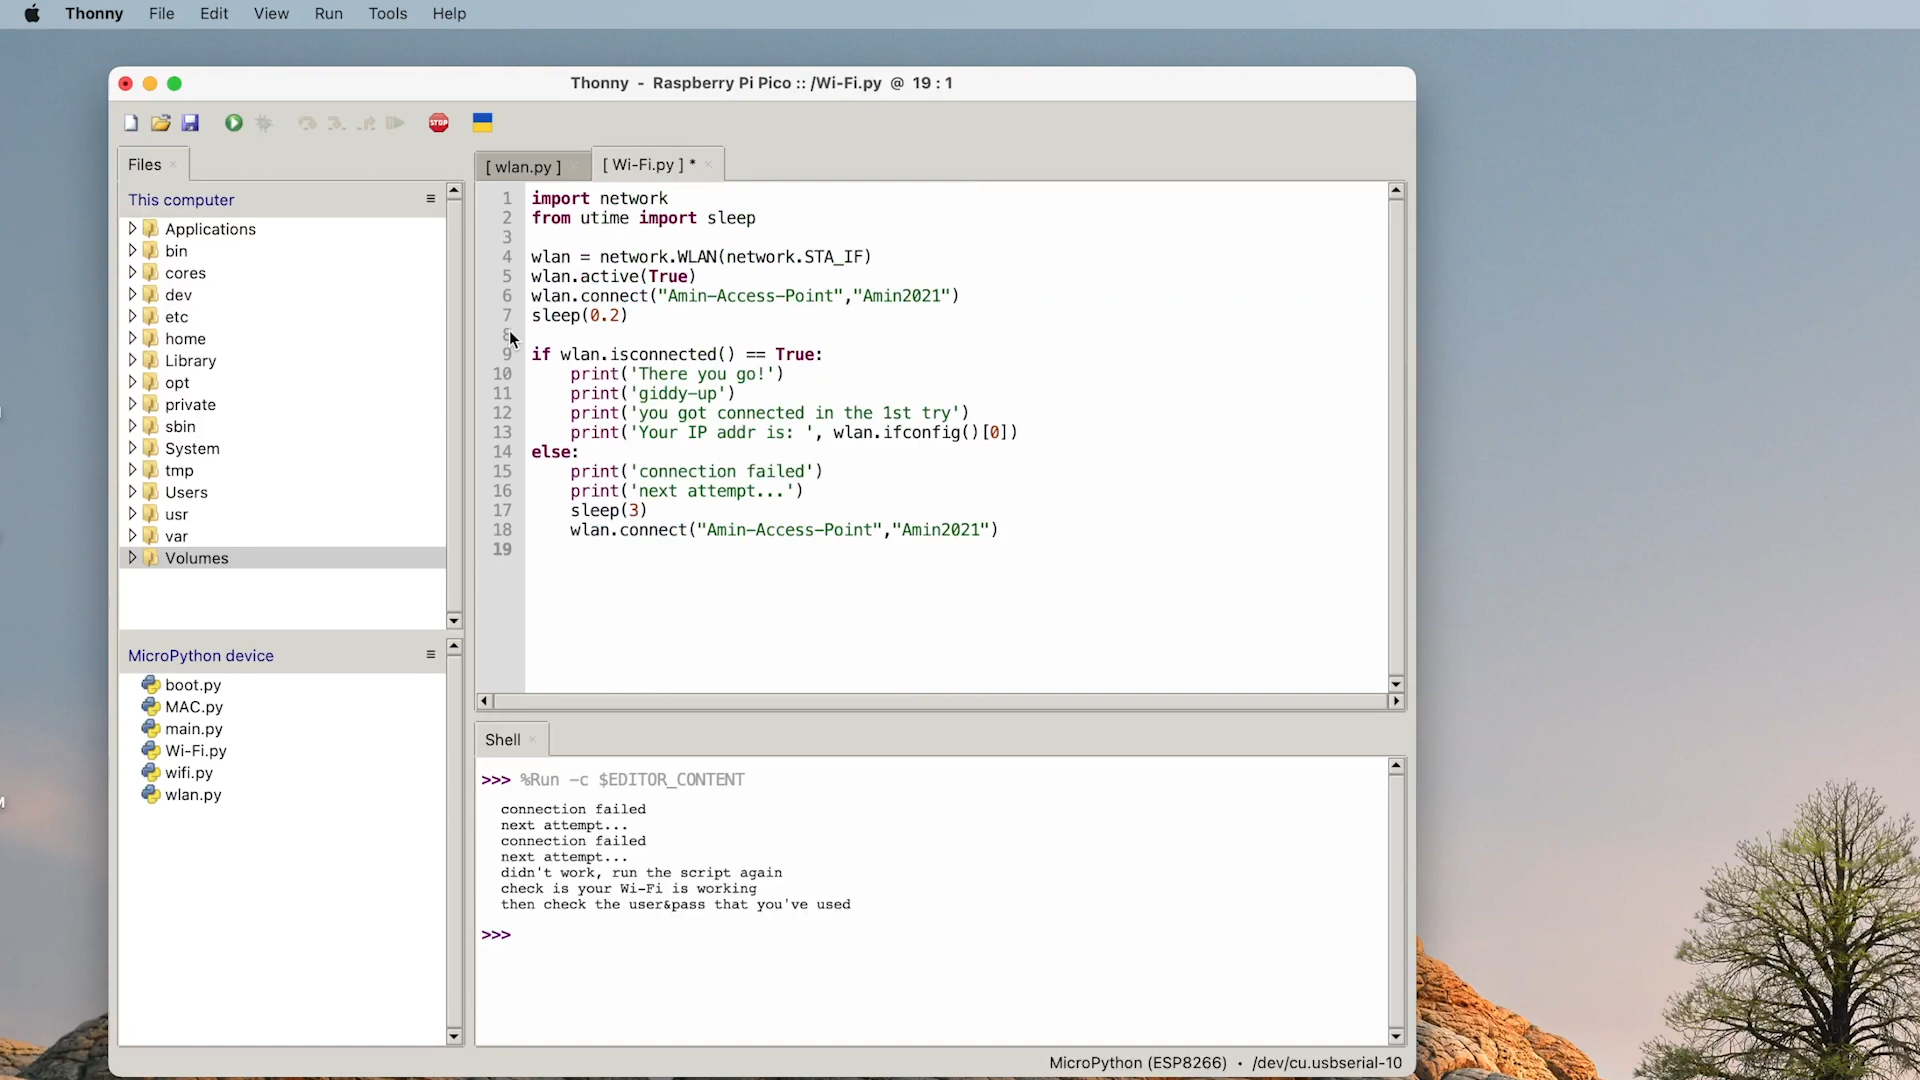 Thonny File Edit View Run Tools Help
Thonny - Raspberry Pi Pico :: /Wi-Fi.py @ 19 : 1
STOP
Files
[ wlan.py ] [ Wi-Fi.py ] *
This computer
Applications
bin
cores
dev
etc
home
Library
opt
private
sbin
System
tmp
Users
usr
var
Volumes
MicroPython device
boot.py
MAC.py
main.py
Wi-Fi.py
wifi.py
wlan.py
1 import network
2 from utime import sleep
3
4 wlan = network.WLAN(network.STA_IF)
5 wlan.active(True)
6 wlan.connect("Amin-Access-Point","Amin2021")
7 sleep(0.2)
8
9 if wlan.isconnected() == True:
10 print('There you go!')
11 print('giddy-up')
12 print('you got connected in the 1st try')
13 print('Your IP addr is: ', wlan.ifconfig()[0])
14 else:
15 print('connection failed')
16 print('next attempt...')
17 sleep(3)
18 wlan.connect("Amin-Access-Point","Amin2021")
19
Shell
>>> %Run -c $EDITOR_CONTENT
connection failed
next attempt...
connection failed
next attempt...
didn't work, run the script again
check is your Wi-Fi is working
then check the user&pass that you've used
>>>
MicroPython (ESP8266) • /dev/cu.usbserial-10